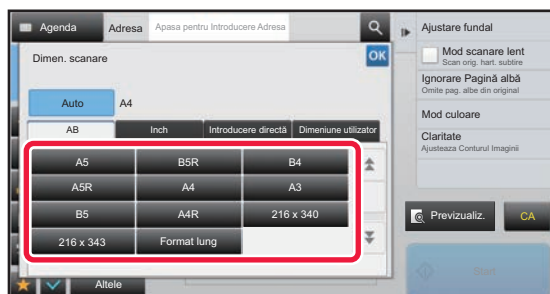 Agenda
Adresa
Apasa pentru Introducere Adresa
Dimen. scanare
OK
Auto
A4
AB
Inch
Introducere directă
Dimeniune utilizator
A5
B5R
B4
A5R
A4
A3
B5
A4R
216 x 340
216 x 343
Format lung
Altele
Ajustare fundal
Mod scanare lent
Scan orig. hart. subtire
Ignorare Pagină albă
Omite pag. albe din original
Mod culoare
Claritate
Ajusteaza Conturul Imaginii
Previzualiz.
CA
Start